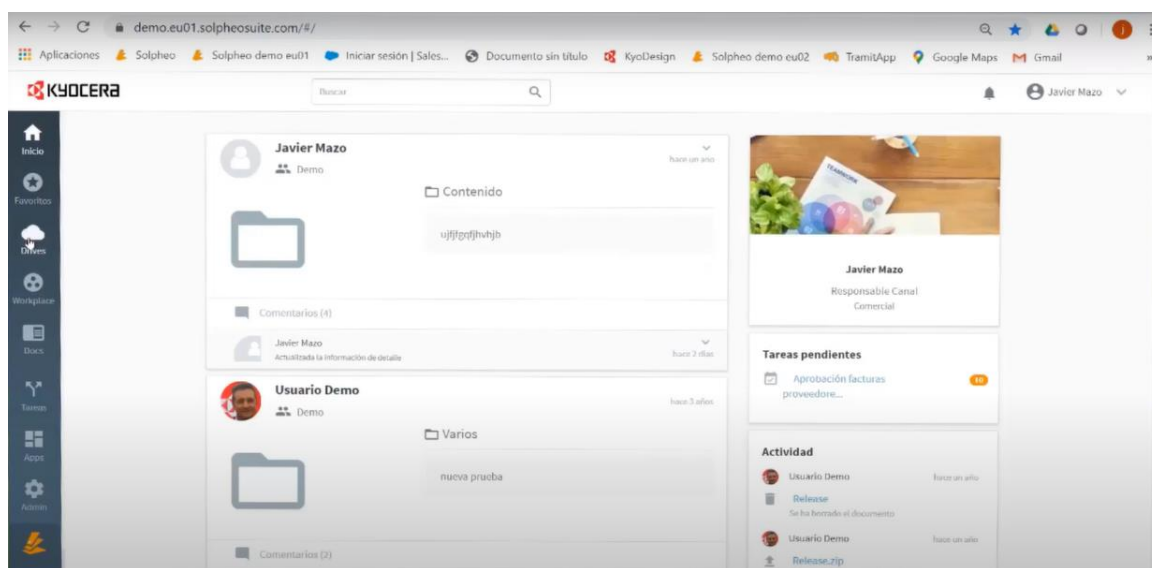 demo.eu01.solpheosuite.com/#/
Aplicaciones Solpheo Solpheo demo eu01 Iniciar sesión | Sales... Documento sin título KyoDesign Solpheo demo eu02 TramitApp Google Maps Gmail »
KYOCERA Buscar Javier Mazo
Inicio
Favoritos
Drives
Workplace
Docs
Tareas
Apps
Admin
Javier Mazo
hace un año
Demo
Contenido
Comentarios (4)
Javier Mazo
Actualizada la información de detalle
hace 2 días
Usuario Demo
hace 3 años
Demo
Varios
nueva prueba
Comentarios (2)
TEAMWORK
Javier Mazo
Responsable Canal
Comercial
Tareas pendientes
Aprobación facturas 10
proveedore...
Actividad
Usuario Demo hace un año
Release
Se ha borrado el documento
Usuario Demo hace un año
Release.zip